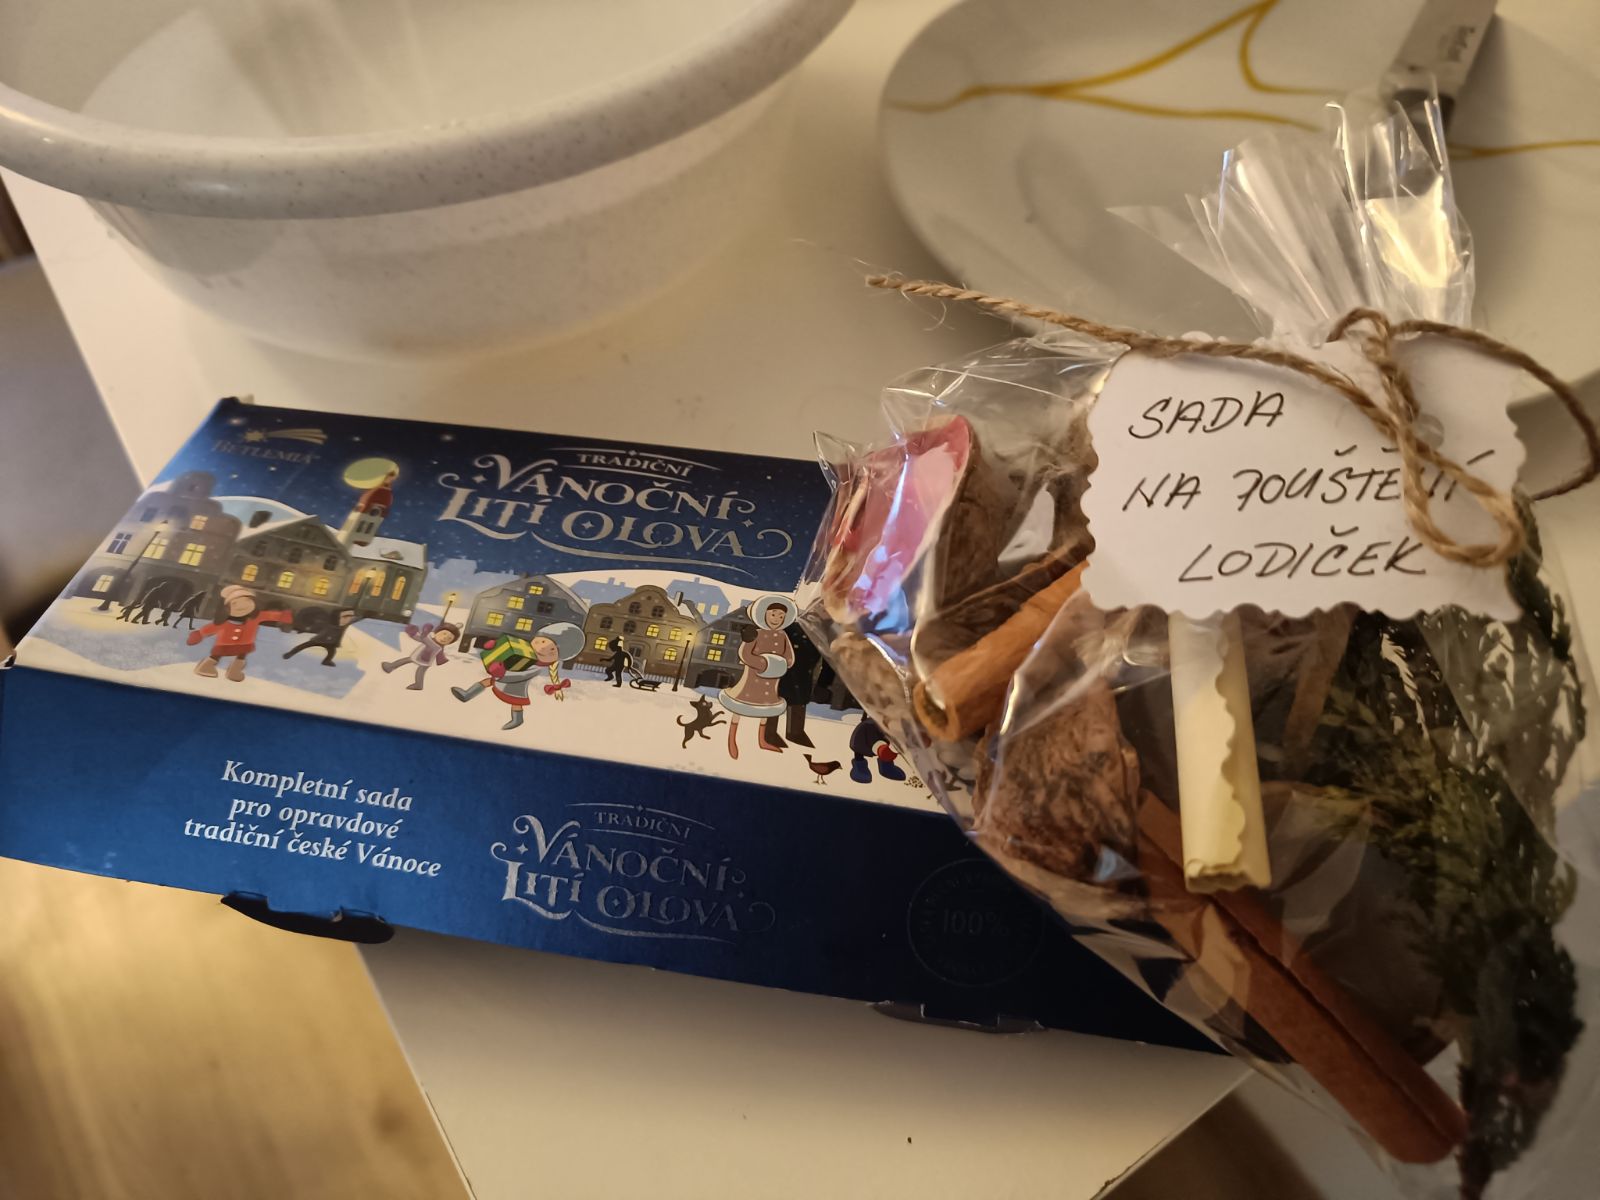 BETLEMIA
TRADIČNÍ
VÁNOČNÍ
LITÍ OLOVA
Kompletní sada
pro opravdové
tradiční české Vánoce
TRADIČNÍ
VÁNOČNÍ
LITÍ OLOVA
100%
SADA
NA POUŠTĚNÍ
LODIČEK